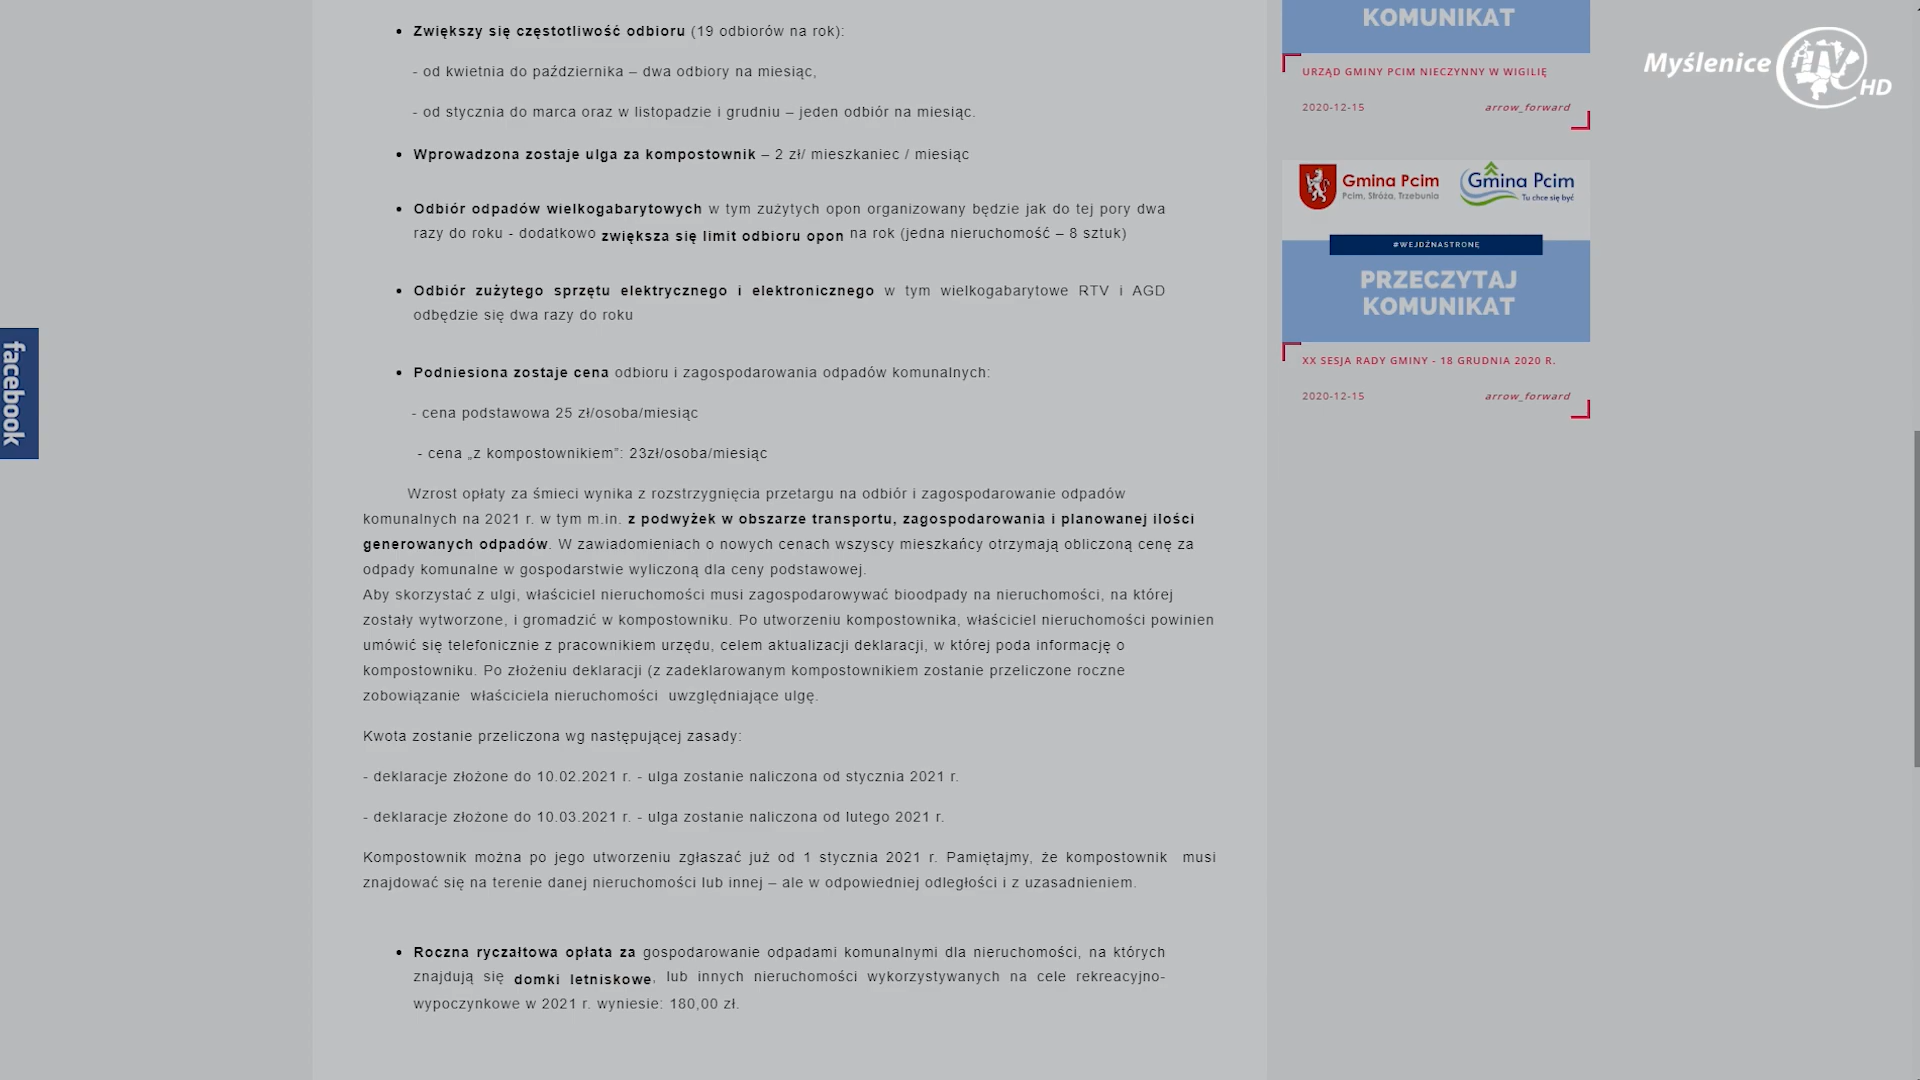 • Zwiększy się częstotliwość odbioru (19 odbiorów na rok):
- od kwietnia do października – dwa odbiory na miesiąc,
- od stycznia do marca oraz w listopadzie i grudniu – jeden odbiór na miesiąc.
• Wprowadzona zostaje ulga za kompostownik – 2 zł/ mieszkaniec / miesiąc
• Odbiór odpadów wielkogabarytowych w tym zużytych opon organizowany będzie jak do tej pory dwa
razy do roku - dodatkowo zwiększa się limit odbioru opon na rok (jedna nieruchomość – 8 sztuk)
• Odbiór zużytego sprzętu elektrycznego i elektronicznego w tym wielkogabarytowe RTV i AGD
odbędzie się dwa razy do roku
• Podniesiona zostaje cena odbioru i zagospodarowania odpadów komunalnych:
- cena podstawowa 25 zł/osoba/miesiąc
- cena „z kompostownikiem”: 23zł/osoba/miesiąc
Wzrost opłaty za śmieci wynika z rozstrzygnięcia przetargu na odbiór i zagospodarowanie odpadów
komunalnych na 2021 r. w tym m.in. z podwyżek w obszarze transportu, zagospodarowania i planowanej ilości
generowanych odpadów. W zawiadomieniach o nowych cenach wszyscy mieszkańcy otrzymają obliczoną cenę za
odpady komunalne w gospodarstwie wyliczoną dla ceny podstawowej.
Aby skorzystać z ulgi, właściciel nieruchomości musi zagospodarowywać bioodpady na nieruchomości, na której
zostały wytworzone, i gromadzić w kompostowniku. Po utworzeniu kompostownika, właściciel nieruchomości powinien
umówić się telefonicznie z pracownikiem urzędu, celem aktualizacji deklaracji, w której poda informację o
kompostowniku. Po złożeniu deklaracji (z zadeklarowanym kompostownikiem zostanie przeliczone roczne
zobowiązanie właściciela nieruchomości uwzględniające ulgę.
Kwota zostanie przeliczona wg następującej zasady:
- deklaracje złożone do 10.02.2021 r. - ulga zostanie naliczona od stycznia 2021 r.
- deklaracje złożone do 10.03.2021 r. - ulga zostanie naliczona od lutego 2021 r.
Kompostownik można po jego utworzeniu zgłaszać już od 1 stycznia 2021 r. Pamiętajmy, że kompostownik musi
znajdować się na terenie danej nieruchomości lub innej – ale w odpowiedniej odległości i z uzasadnieniem.
• Roczna ryczałtowa opłata za gospodarowanie odpadami komunalnymi dla nieruchomości, na których
znajdują się domki letniskowe, lub innych nieruchomości wykorzystywanych na cele rekreacyjno-
wypoczynkowe w 2021 r. wyniesie: 180,00 zł.
facebook
KOMUNIKAT
URZĄD GMINY PCIM NIECZYNNY W WIGILIĘ
2020-12-15 arrow_forward
Gmina Pcim
Pcim, Stróża, Trzebunia
Gmina Pcim
Tu chce się być
#WEJDŹNASTRONĘ
PRZECZYTAJ
KOMUNIKAT
XX SESJA RADY GMINY - 18 GRUDNIA 2020 R.
2020-12-15 arrow_forward
Myślenice iTV HD